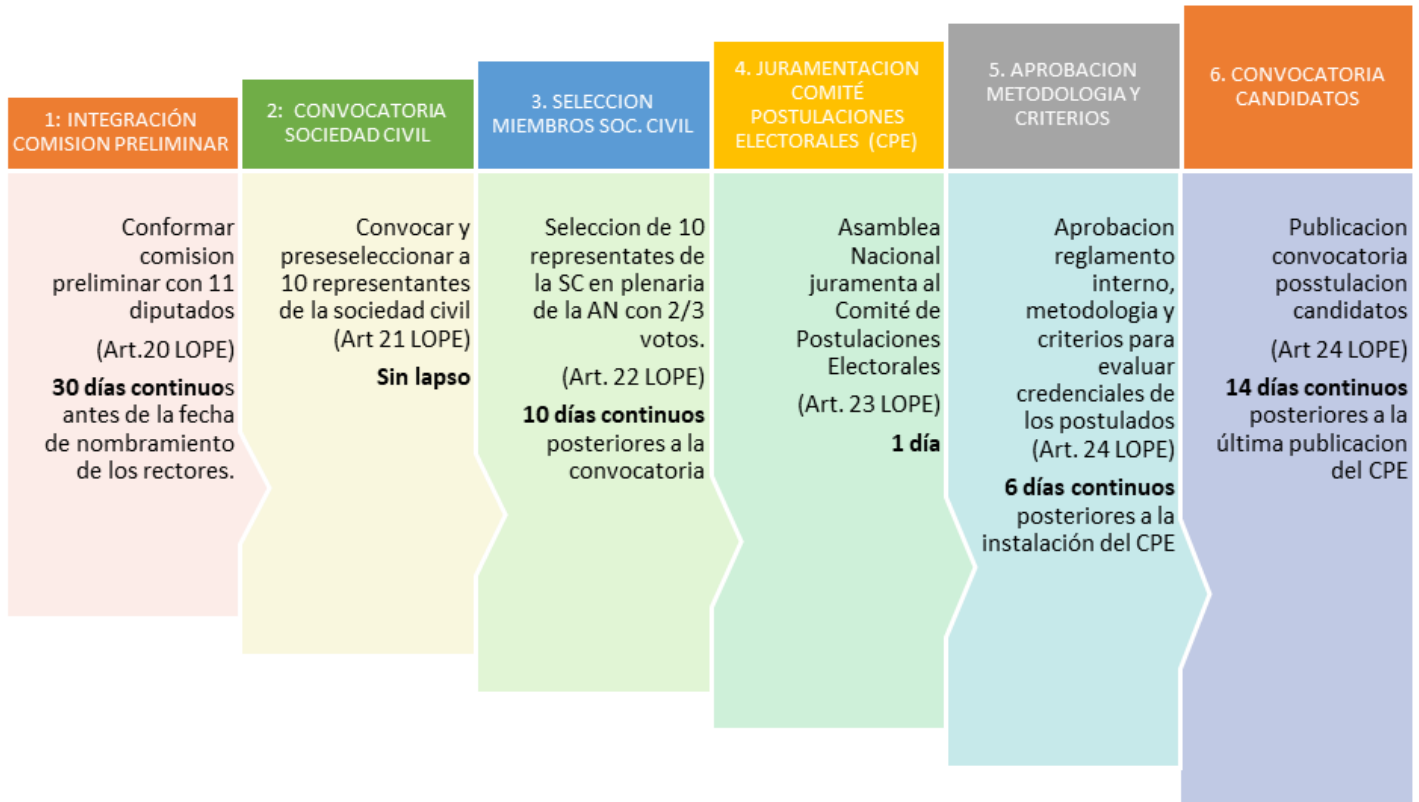 1: INTEGRACIÓN
COMISION PRELIMINAR
Conformar
comision
preliminar con 11
diputados
(Art.20 LOPE)
30 días continuos
antes de la fecha
de nombramiento
de los rectores.
2: CONVOCATORIA
SOCIEDAD CIVIL
Convocar y
preseseleccionar a
10 representantes
de la sociedad civil
(Art 21 LOPE)
Sin lapso
3. SELECCION
MIEMBROS SOC. CIVIL
Seleccion de 10
representates de
la SC en plenaria
de la AN con 2/3
votos.
(Art. 22 LOPE)
10 días continuos
posteriores a la
convocatoria
4. JURAMENTACION
COMITÉ
POSTULACIONES
ELECTORALES (CPE)
Asamblea
Nacional
juramenta al
Comité de
Postulaciones
Electorales
(Art. 23 LOPE)
1 día
5. APROBACION
METODOLOGIA Y
CRITERIOS
Aprobacion
reglamento
interno,
metodologia y
criterios para
evaluar
credenciales de
los postulados
(Art. 24 LOPE)
6 días continuos
posteriores a la
instalación del CPE
6. CONVOCATORIA
CANDIDATOS
Publicacion
convocatoria
posstulacion
candidatos
(Art 24 LOPE)
14 días continuos
posteriores a la
última publicacion
del CPE